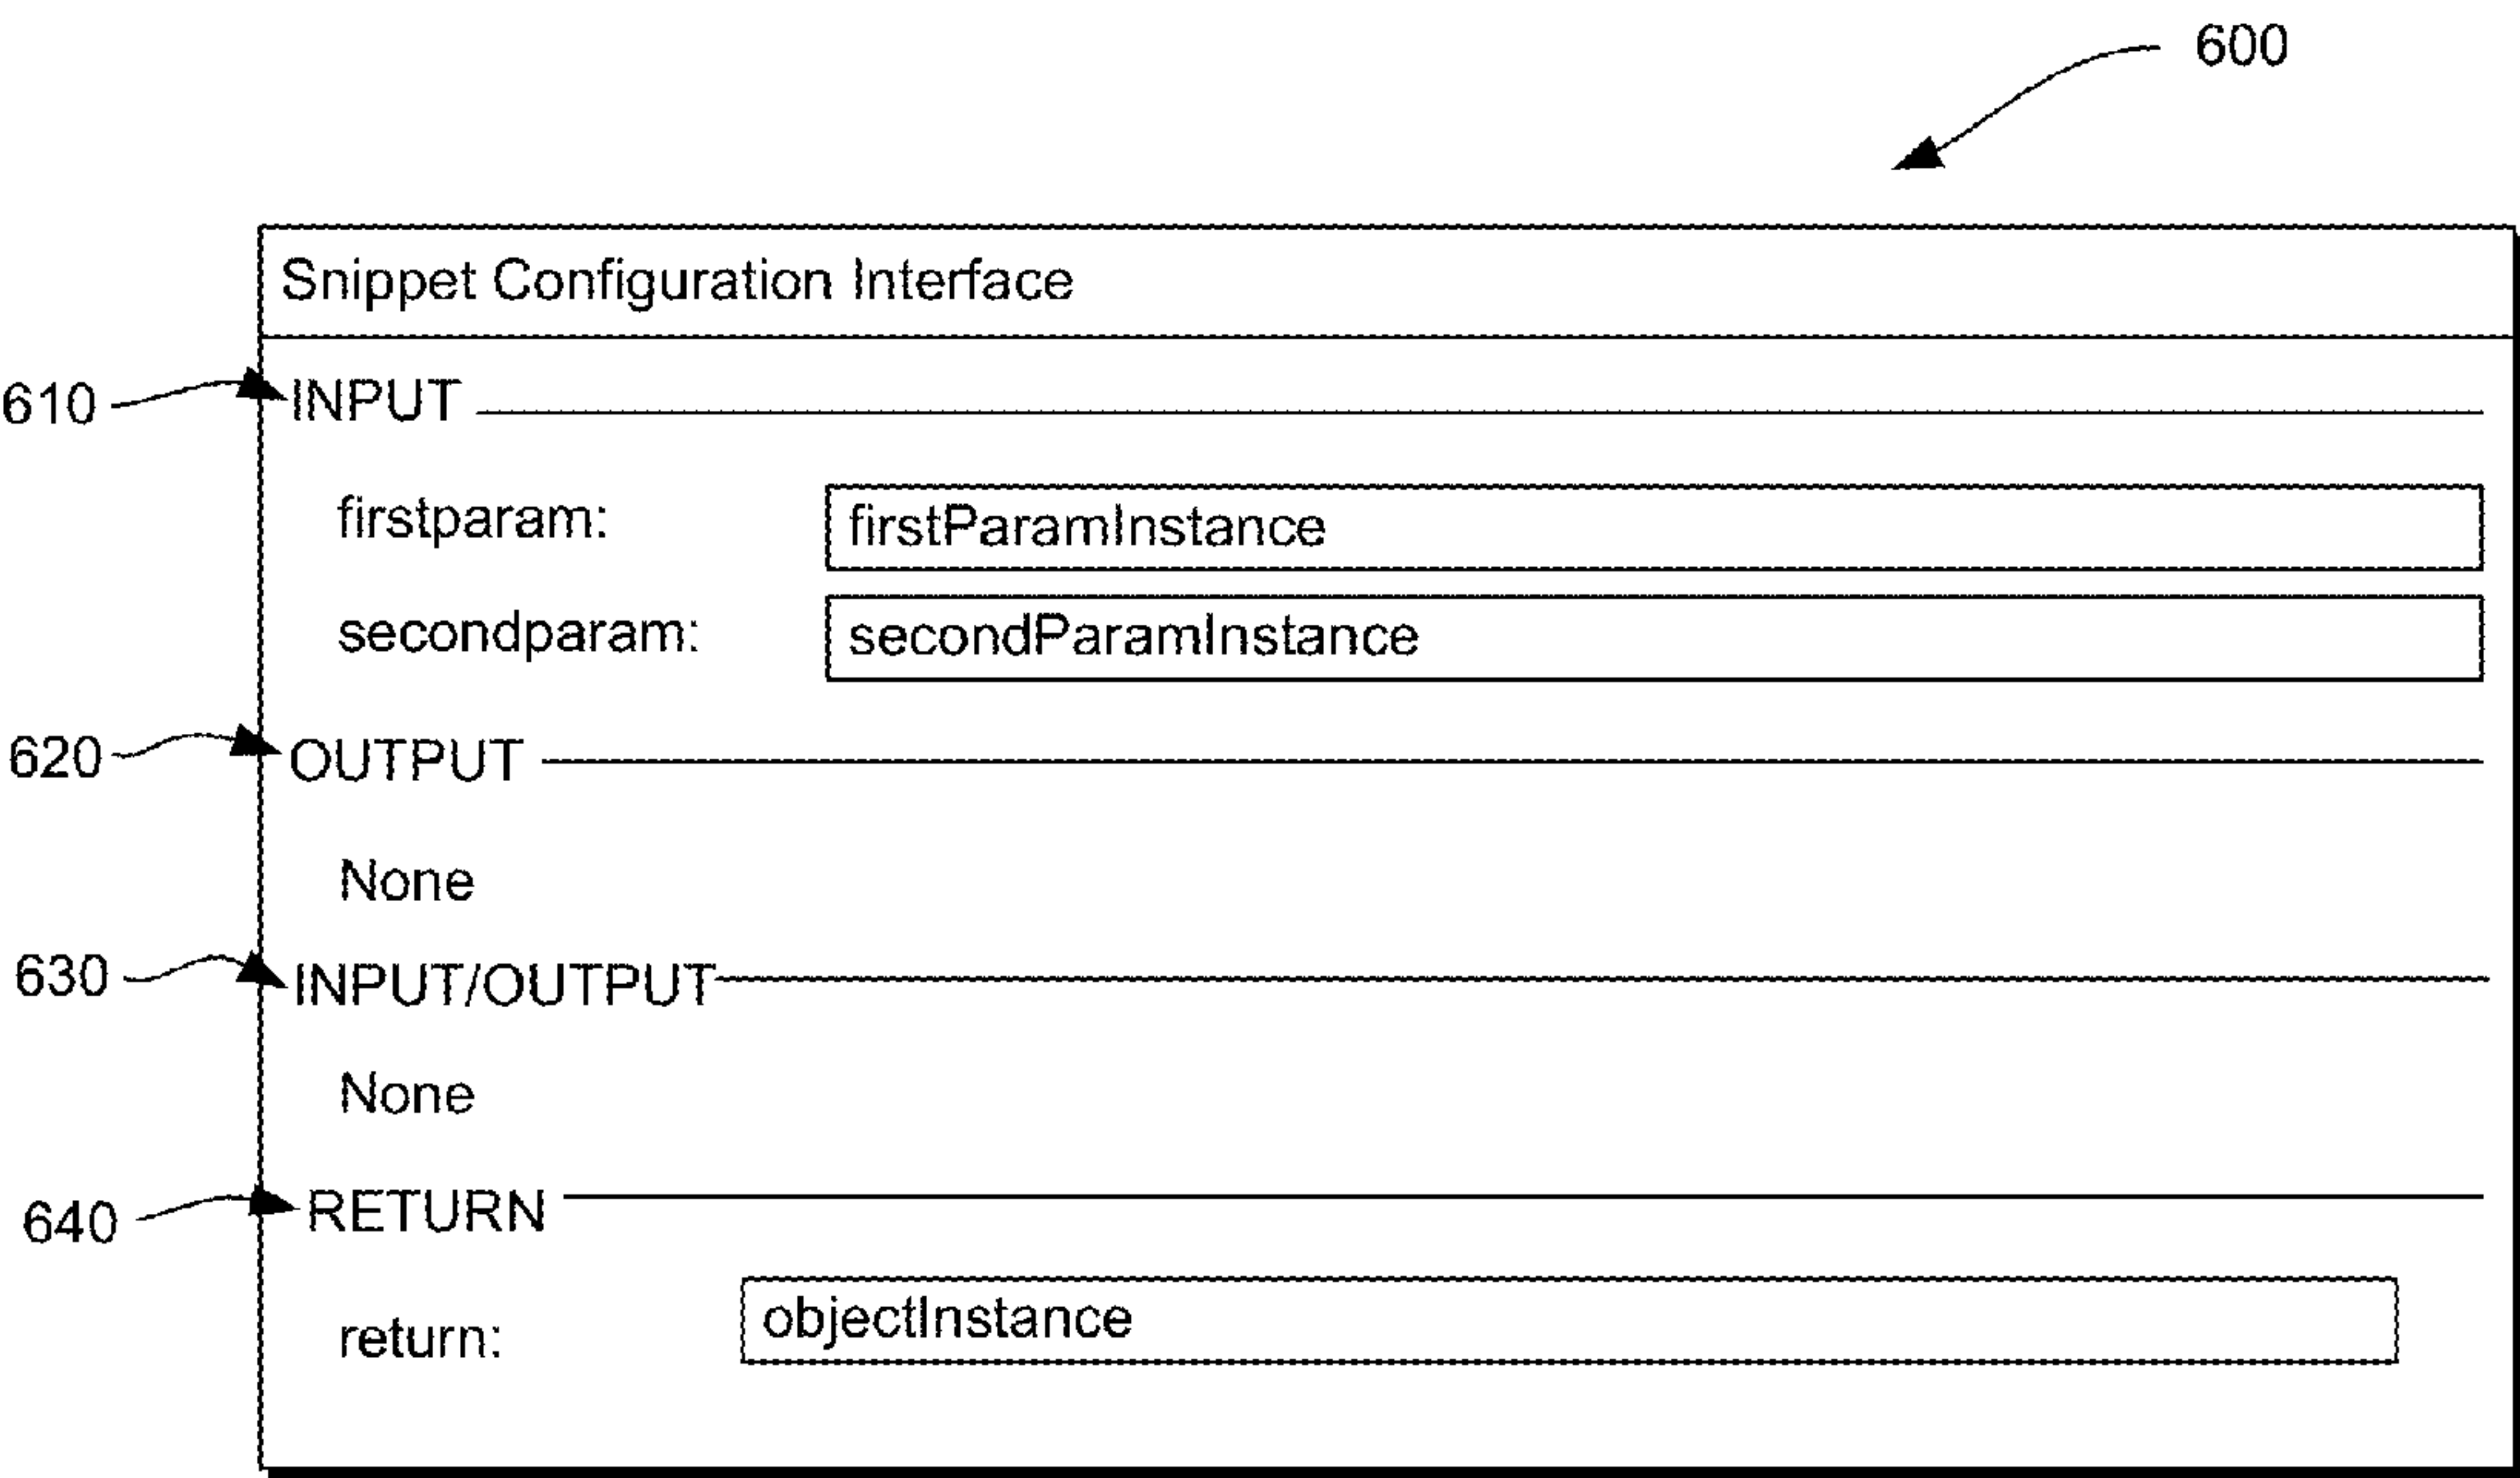 600
Snippet Configuration Interface
610 INPUT
firstparam: firstParamInstance
secondparam: secondParamInstance
620 OUTPUT
None
630 INPUT/OUTPUT
None
640 RETURN
return: objectInstance